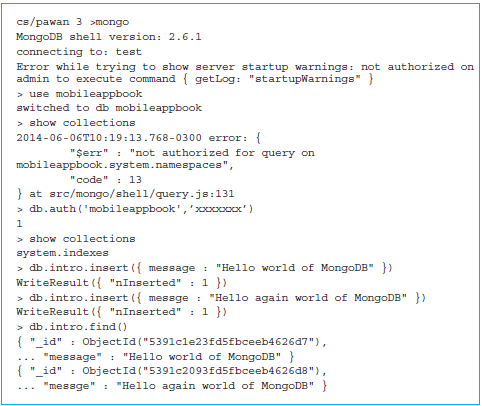 cs/pawan 3 >mongo
MongoDB shell version: 2.6.1
connecting to: test
Error while trying to show server startup warnings: not authorized on
admin to execute command { getLog: "startupWarnings" }
> use mobileappbook
switched to db mobileappbook
> show collections
2014-06-06T10:19:13.768-0300 error: {
"$err" : "not authorized for query on
mobileappbook.system.namespaces",
"code" : 13
} at src/mongo/shell/query.js:131
> db.auth('mobileappbook','xxxxxxx’)
1
> show collections
system.indexes
> db.intro.insert({ message : "Hello world of MongoDB" })
WriteResult({ "nInserted" : 1 })
> db.intro.insert({ messge : "Hello again world of MongoDB" })
WriteResult({ "nInserted" : 1 })
> db.intro.find()
{ "_id" : ObjectId("5391c1e23fd5fbceeb4626d7"),
... "message" : "Hello world of MongoDB" }
{ "_id" : ObjectId("5391c2093fd5fbceeb4626d8"),
... "messge" : "Hello again world of MongoDB" }